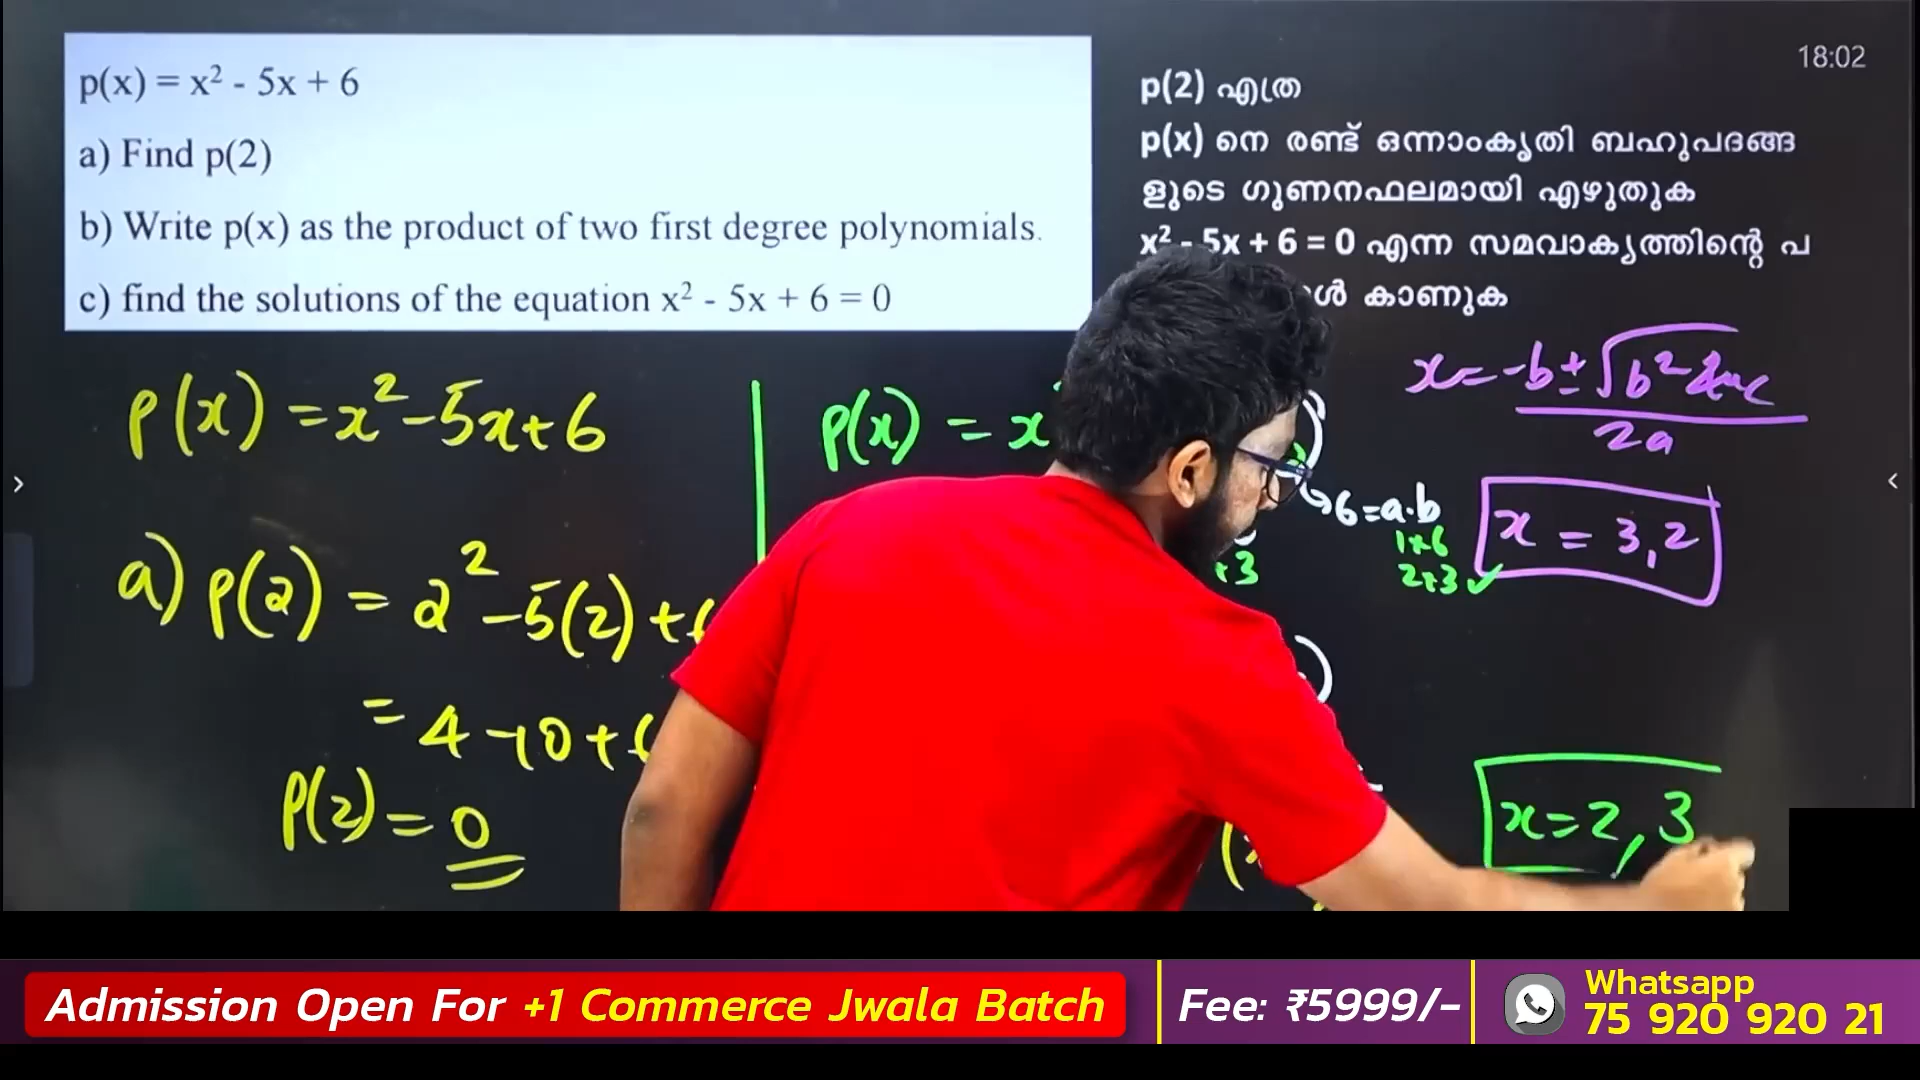 p(x) = x² - 5x + 6
a) Find p(2)
b) Write p(x) as the product of two first degree polynomials.
c) find the solutions of the equation x² - 5x + 6 = 0
18:02
p(2) എത്ര
p(x) നെ രണ്ട് ഒന്നാംകൃതി ബഹുപദങ്ങ
ളുടെ ഗുണനഫലമായി എഴുതുക
x² - 5x + 6 = 0 എന്ന സമവാക്യത്തിന്റെ പ
കാണുക
p(x) = x² - 5x + 6
a) p(2) = 2² - 5(2) +
= 4 - 10 +
p(2) = 0
p(x) = x
6 = a·b
1×6
2×3 ✓
+3
2a
x = 3, 2
x = 2, 3
Admission Open For +1 Commerce Jwala Batch
Fee: ₹5999/-
Whatsapp
75 920 920 21